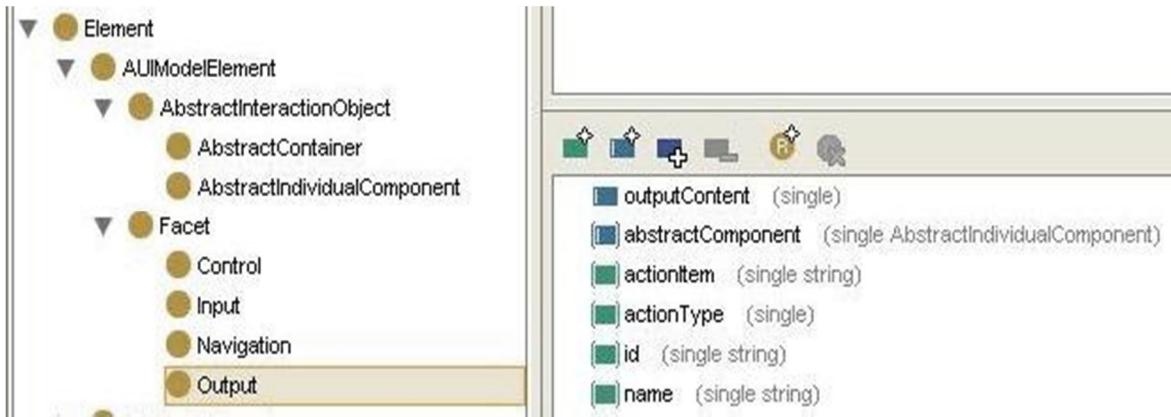 Element
AUIModelElement
AbstractInteractionObject
AbstractContainer
AbstractIndividualComponent
Facet
Control
Input
Navigation
Output
R
outputContent (single)
abstractComponent (single AbstractIndividualComponent)
actionItem (single string)
actionType (single)
id (single string)
name (single string)